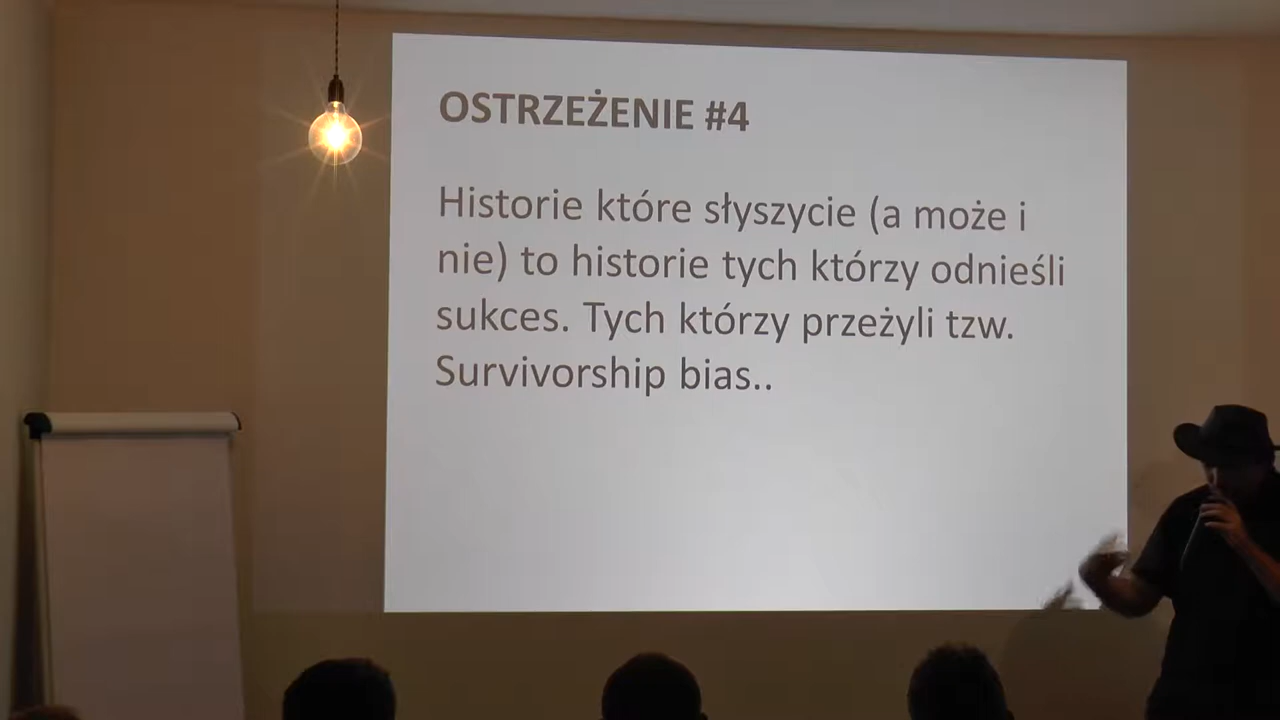 OSTRZEŻENIE #4
Historie które słyszycie (a może i
nie) to historie tych którzy odnieśli
sukces. Tych którzy przeżyli tzw.
Survivorship bias..